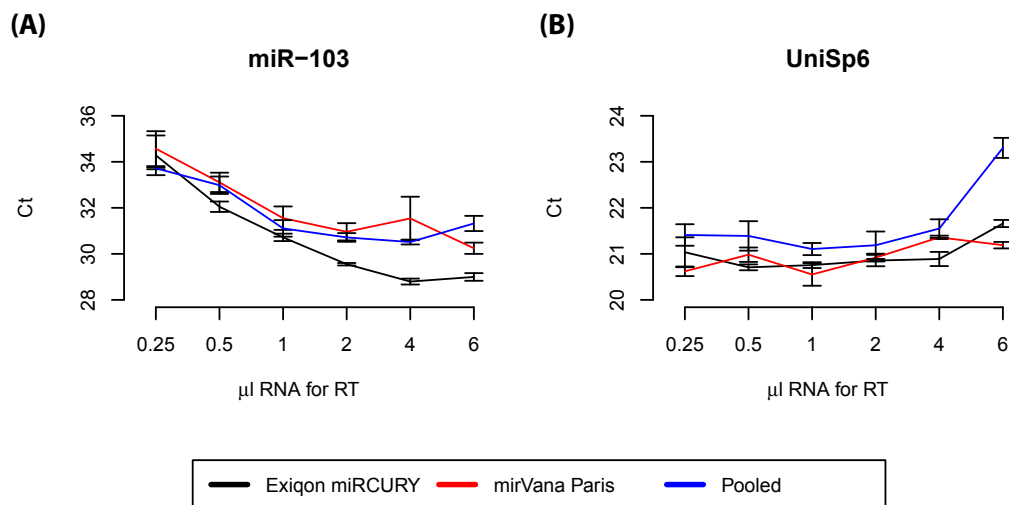 (A)
miR−103
Ct
36
34
32
30
28
0.25 0.5 1 2 4 6
µl RNA for RT
(B)
UniSp6
Ct
24
23
22
21
20
0.25 0.5 1 2 4 6
µl RNA for RT
Exiqon miRCURY mirVana Paris Pooled